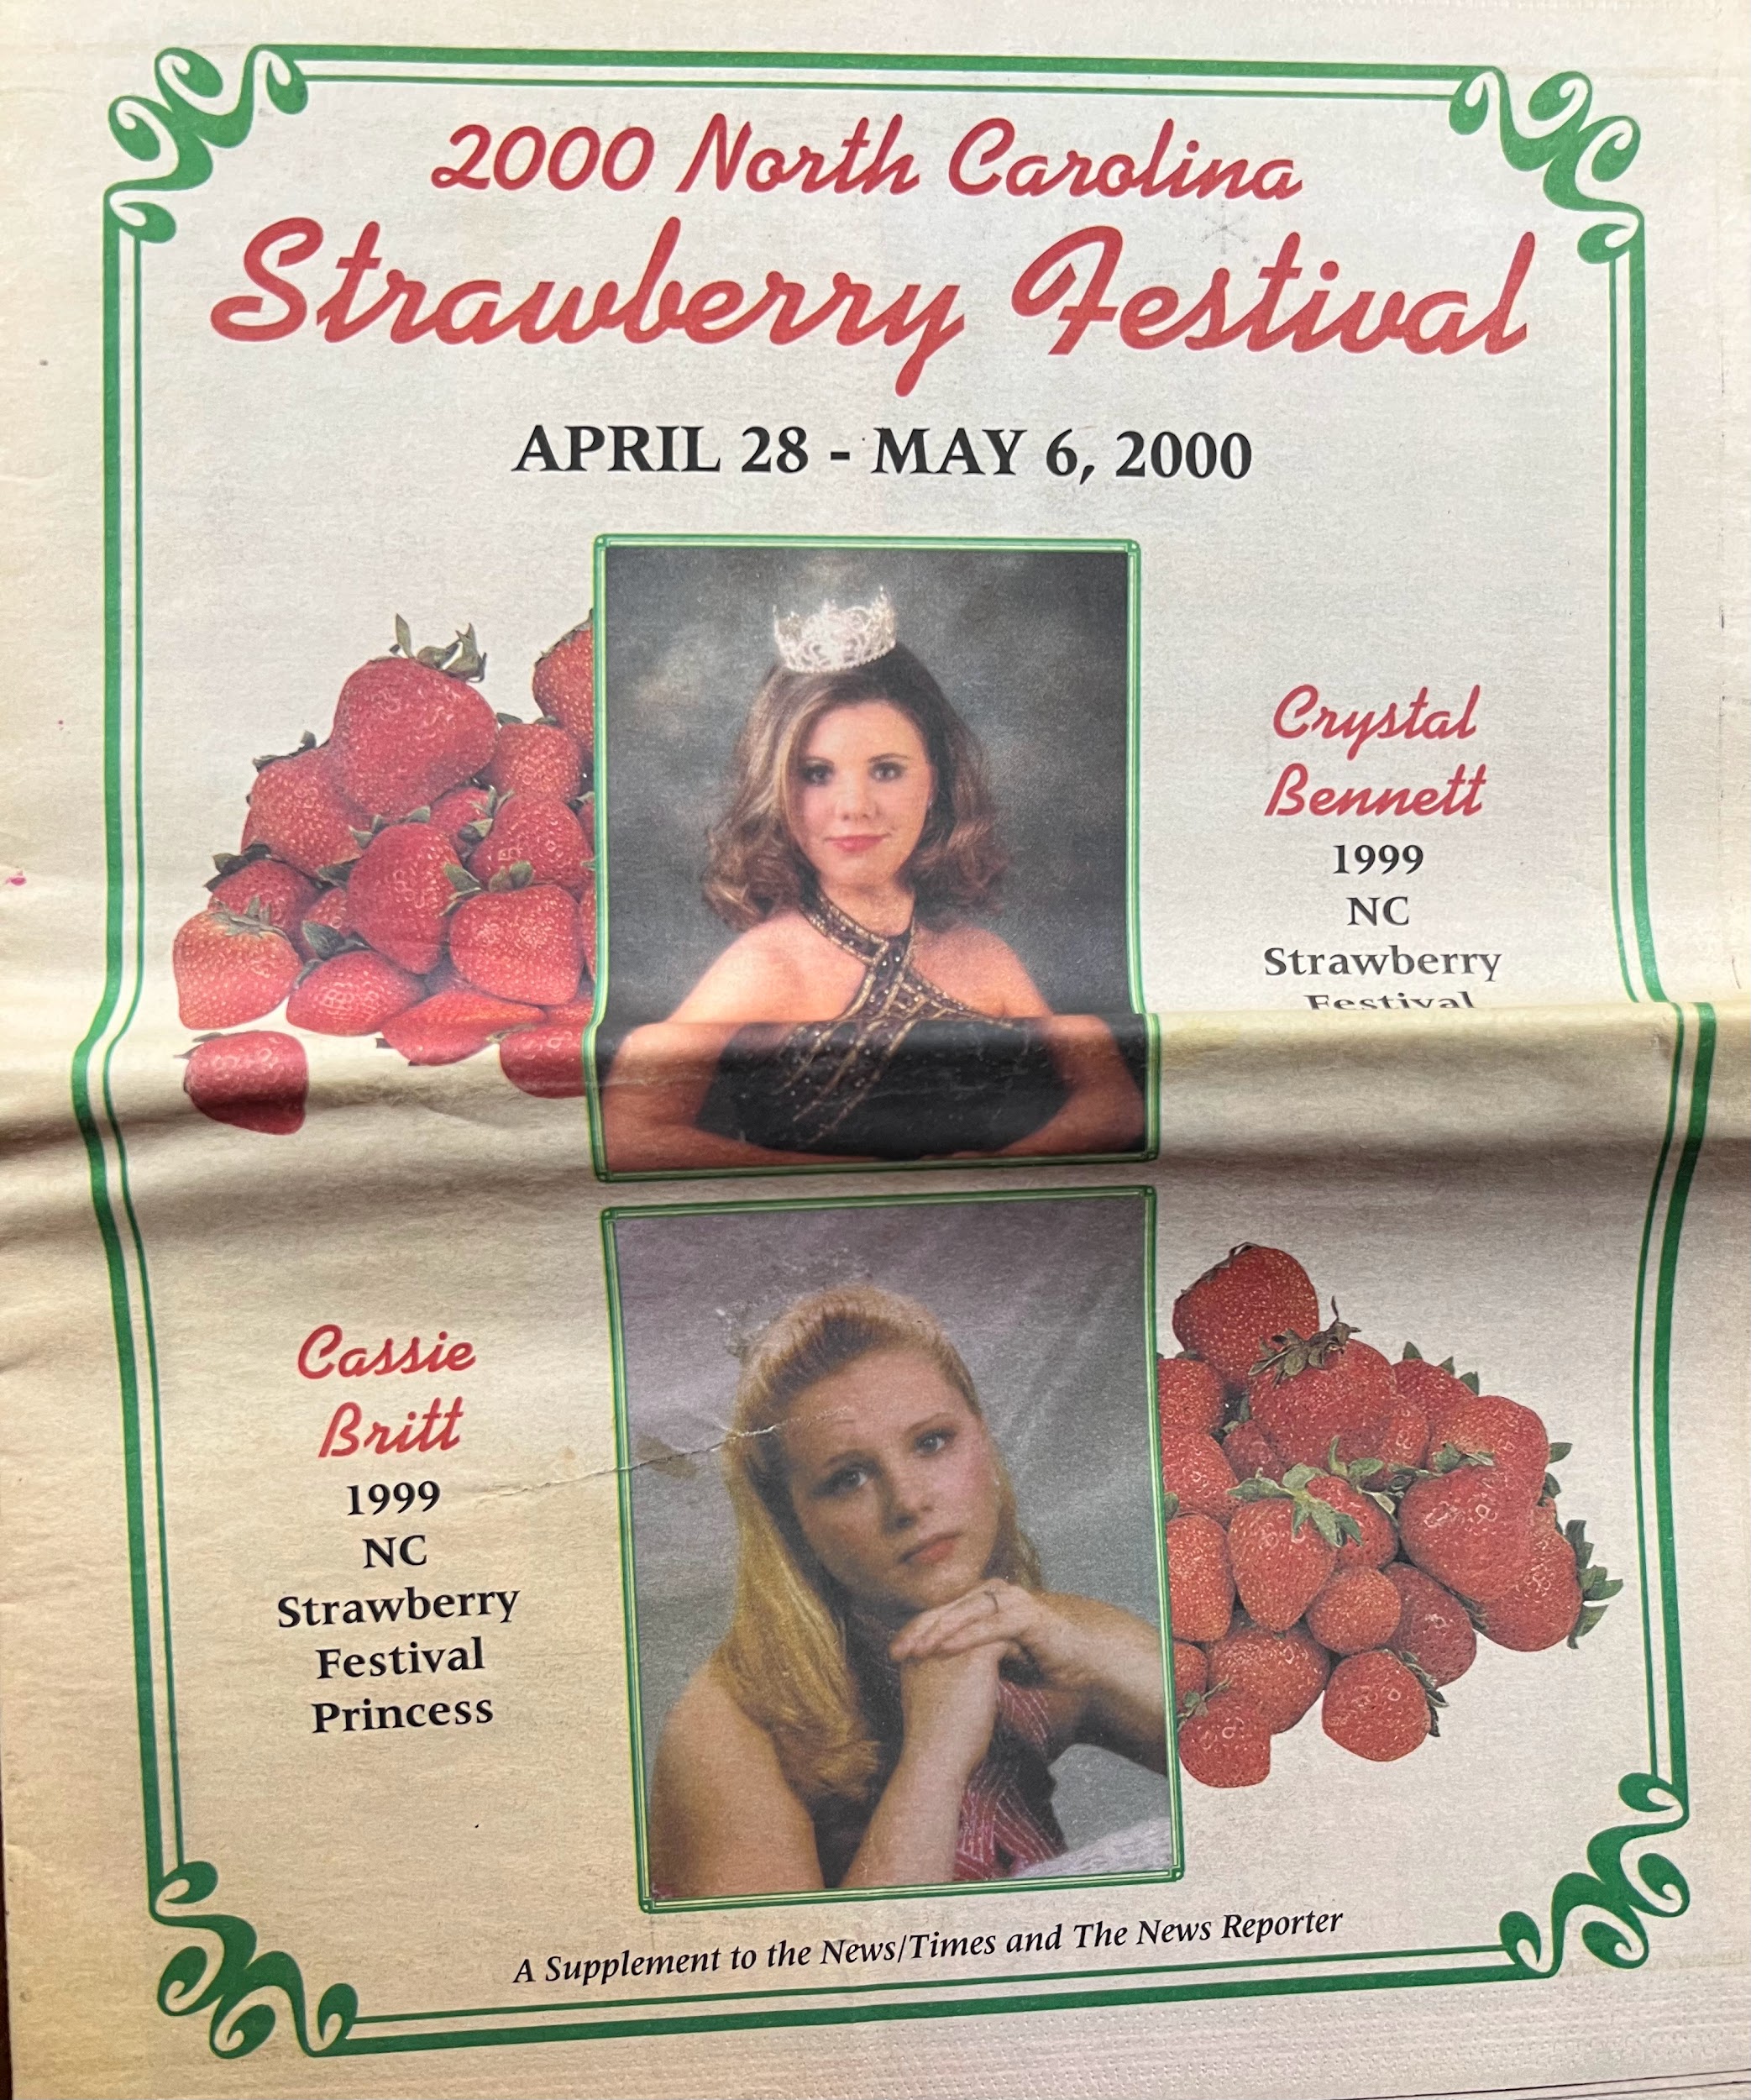 2000 North Carolina
Strawberry Festival
APRIL 28 - MAY 6, 2000
Crystal
Bennett
1999
NC
Strawberry
Festival
Cassie
Britt
1999
NC
Strawberry
Festival
Princess
A Supplement to the News/Times and The News Reporter